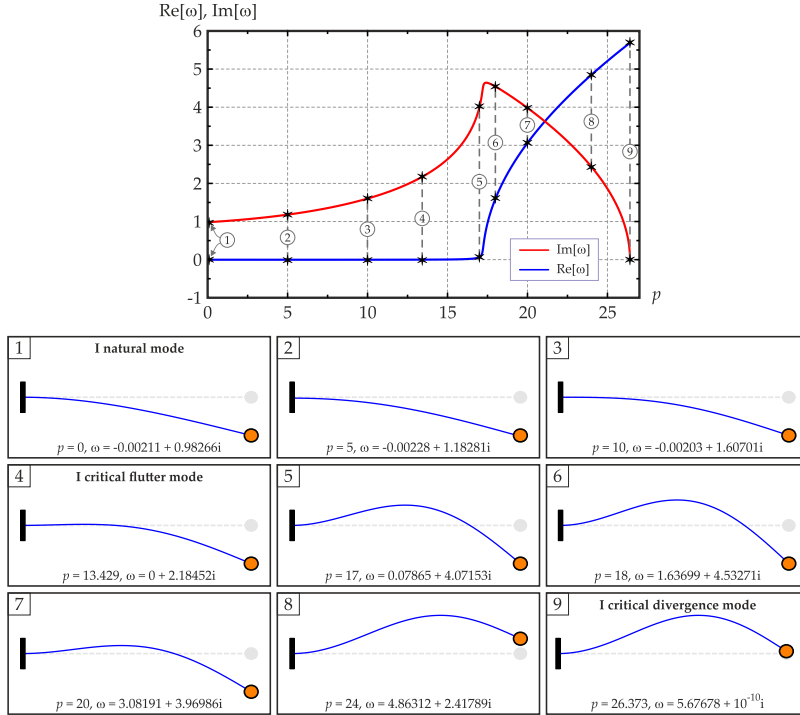 Re[ω], Im[ω]
6
5
4
3
2
1
0
-1
1
2
3
4
5
6
7
8
9
Im[ω]
Re[ω]
0 5 10 15 20 25 p
1 I natural mode
p = 0, ω = -0.00211 + 0.98266i
2
p = 5, ω = -0.00228 + 1.18281i
3
p = 10, ω = -0.00203 + 1.60701i
4 I critical flutter mode
p = 13.429, ω = 0 + 2.18452i
5
p = 17, ω = 0.07865 + 4.07153i
6
p = 18, ω = 1.63699 + 4.53271i
7
p = 20, ω = 3.08191 + 3.96986i
8
p = 24, ω = 4.86312 + 2.41789i
9 I critical divergence mode
p = 26.373, ω = 5.67678 + 10⁻¹⁰i